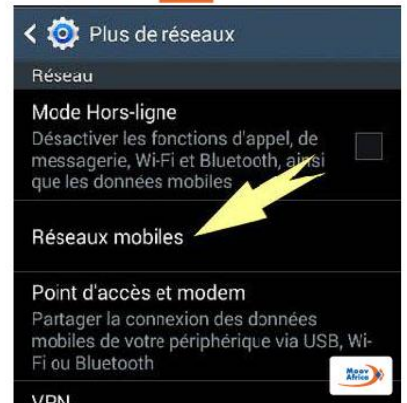 Plus de réseaux
Réseau
Mode Hors-ligne
Désactiver les fonctions d'appel, de
messagerie, Wi-Fi et Bluetooth, ainsi
que les données mobiles
Réseaux mobiles
Point d'accès et modem
Partager la connexion des données
mobiles de votre périphérique via USB, Wi-
Fi ou Bluetooth
Moov
Africa
VPN